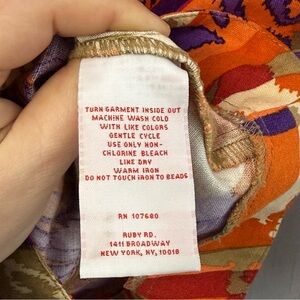 TURN GARMENT INSIDE OUT
MACHINE WASH COLD
WITH LIKE COLORS
GENTLE CYCLE
USE ONLY NON-
CHLORINE BLEACH
LINE DRY
WARM IRON
DO NOT TOUCH IRON TO BEADS
RN 107680
RUBY RD.
1411 BROADWAY
NEW YORK, NY, 10018